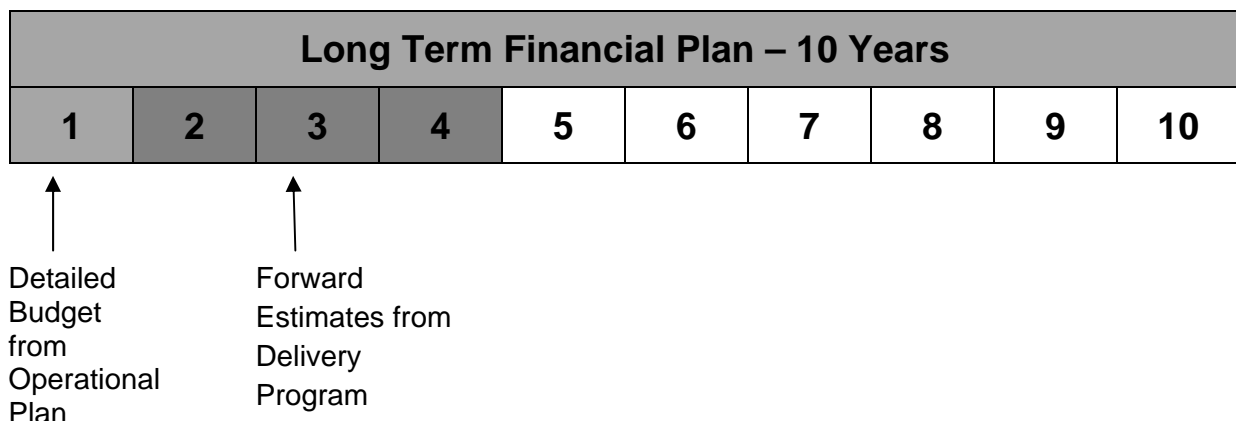 Long Term Financial Plan – 10 Years
1 2 3 4 5 6 7 8 9 10
Detailed
Budget
from
Operational
Plan
Forward
Estimates from
Delivery
Program